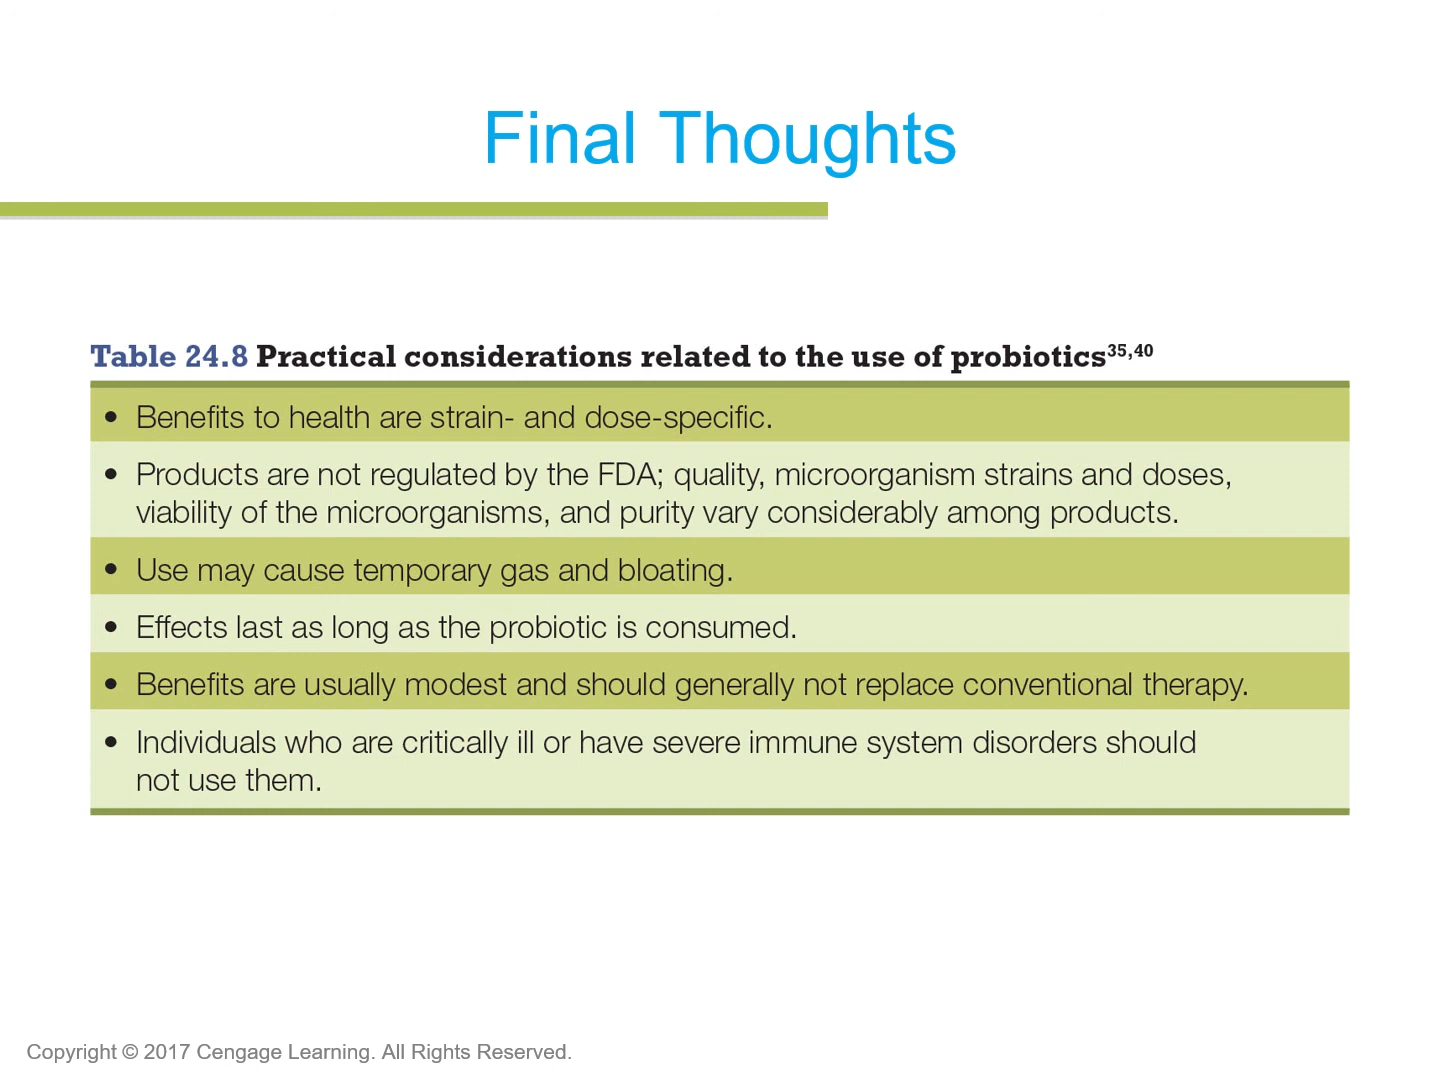 Final Thoughts
Table 24.8 Practical considerations related to the use of probiotics35,40
• Benefits to health are strain- and dose-specific.
• Products are not regulated by the FDA; quality, microorganism strains and doses,
viability of the microorganisms, and purity vary considerably among products.
• Use may cause temporary gas and bloating.
• Effects last as long as the probiotic is consumed.
• Benefits are usually modest and should generally not replace conventional therapy.
• Individuals who are critically ill or have severe immune system disorders should
not use them.
Copyright © 2017 Cengage Learning. All Rights Reserved.